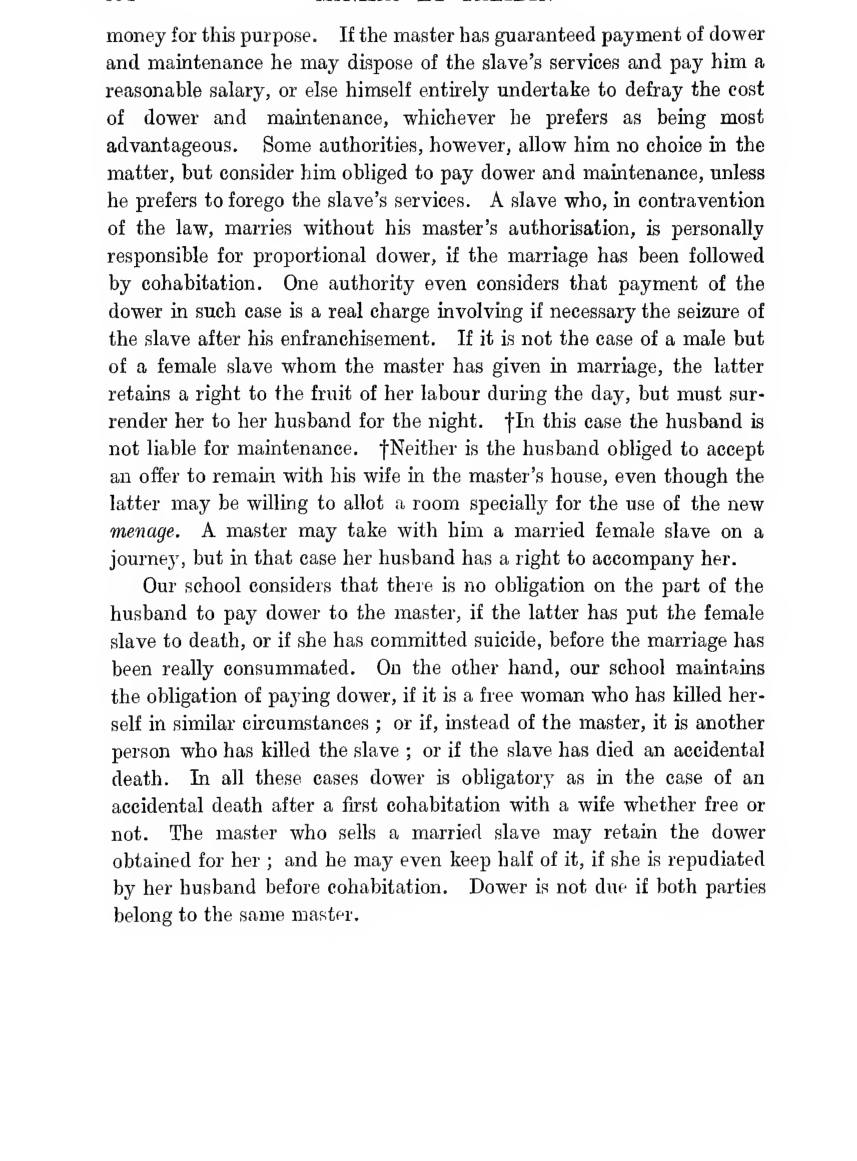 money for this purpose. If the master has guaranteed payment of dower
and maintenance he may dispose of the slave's services and pay him a
reasonable salary, or else himself entirely undertake to defray the cost
of dower and maintenance, whichever he prefers as being most
advantageous. Some authorities, however, allow him no choice in the
matter, but consider him obliged to pay dower and maintenance, unless
he prefers to forego the slave's services. A slave who, in contravention
of the law, marries without his master's authorisation, is personally
responsible for proportional dower, if the marriage has been followed
by cohabitation. One authority even considers that payment of the
dower in such case is a real charge involving if necessary the seizure of
the slave after his enfranchisement. If it is not the case of a male but
of a female slave whom the master has given in marriage, the latter
retains a right to the fruit of her labour during the day, but must sur-
render her to her husband for the night. †In this case the husband is
not liable for maintenance. †Neither is the husband obliged to accept
an offer to remain with his wife in the master's house, even though the
latter may be willing to allot a room specially for the use of the new
menage. A master may take with him a married female slave on a
journey, but in that case her husband has a right to accompany her.
Our school considers that there is no obligation on the part of the
husband to pay dower to the master, if the latter has put the female
slave to death, or if she has committed suicide, before the marriage has
been really consummated. On the other hand, our school maintains
the obligation of paying dower, if it is a free woman who has killed her-
self in similar circumstances ; or if, instead of the master, it is another
person who has killed the slave ; or if the slave has died an accidental
death. In all these cases dower is obligatory as in the case of an
accidental death after a first cohabitation with a wife whether free or
not. The master who sells a married slave may retain the dower
obtained for her ; and he may even keep half of it, if she is repudiated
by her husband before cohabitation. Dower is not due if both parties
belong to the same master.